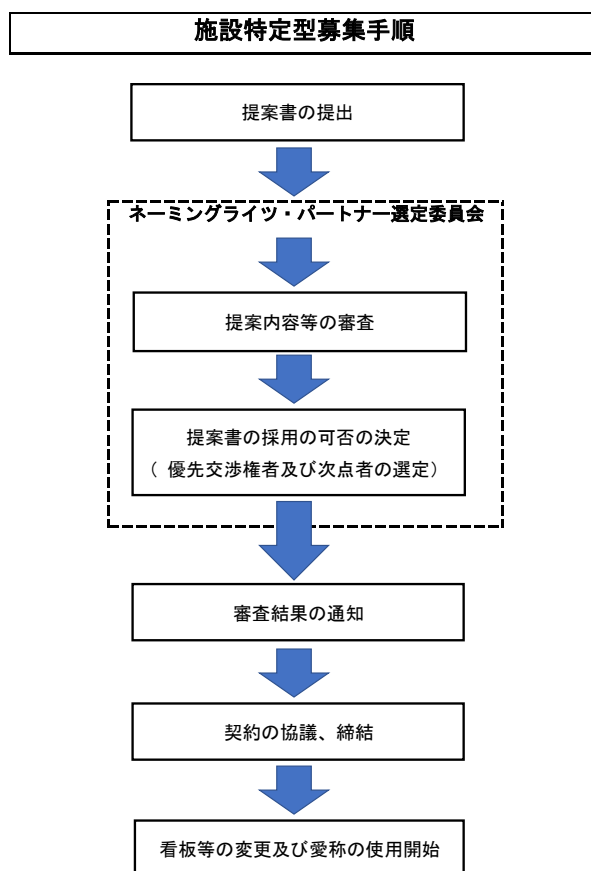 施設特定型募集手順
提案書の提出
ネーミングライツ・パートナー選定委員会
提案内容等の審査
提案書の採用の可否の決定
（ 優先交渉権者及び次点者の選定）
審査結果の通知
契約の協議、締結
看板等の変更及び愛称の使用開始